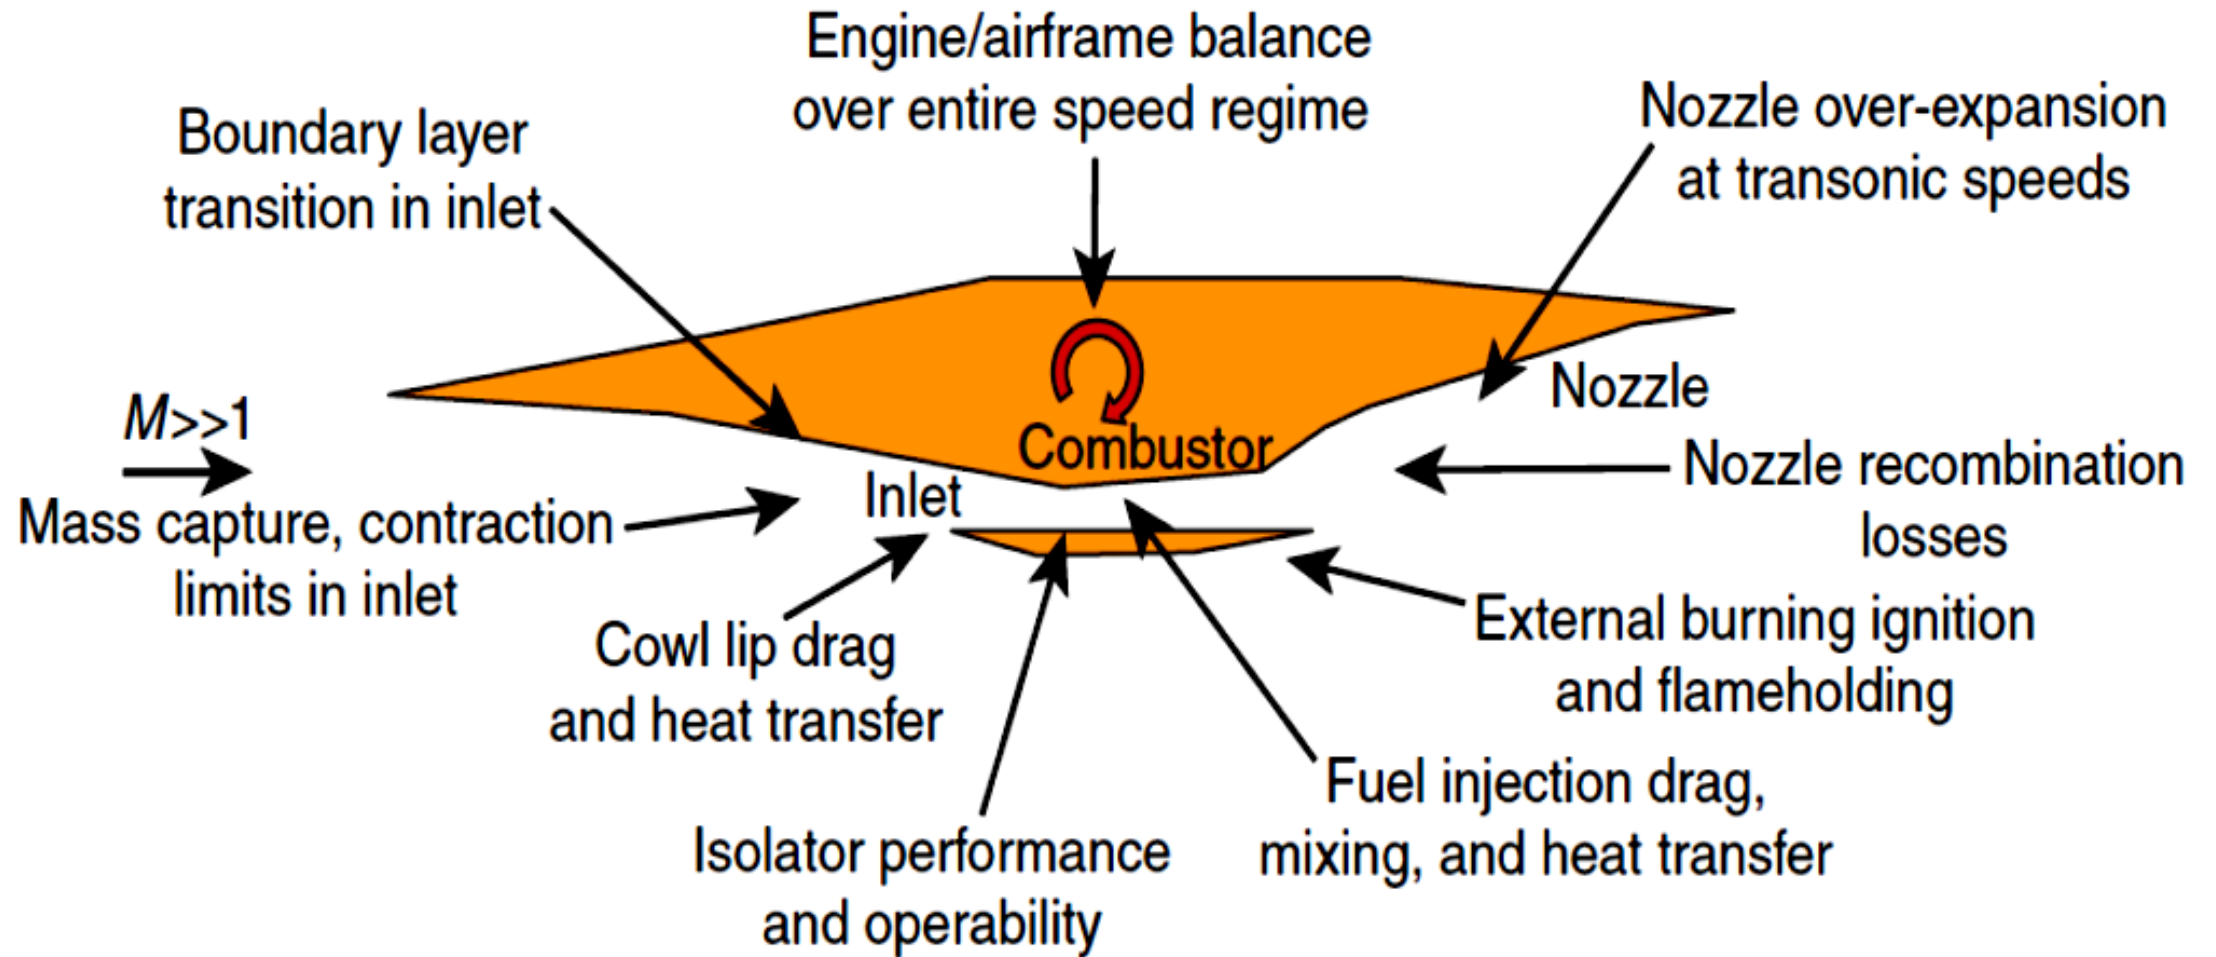 Engine/airframe balance
over entire speed regime
Boundary layer
transition in inlet
Nozzle over-expansion
at transonic speeds
M>>1
Mass capture, contraction
limits in inlet
Inlet
Combustor
Nozzle
Nozzle recombination
losses
Cowl lip drag
and heat transfer
External burning ignition
and flameholding
Isolator performance
and operability
Fuel injection drag,
mixing, and heat transfer